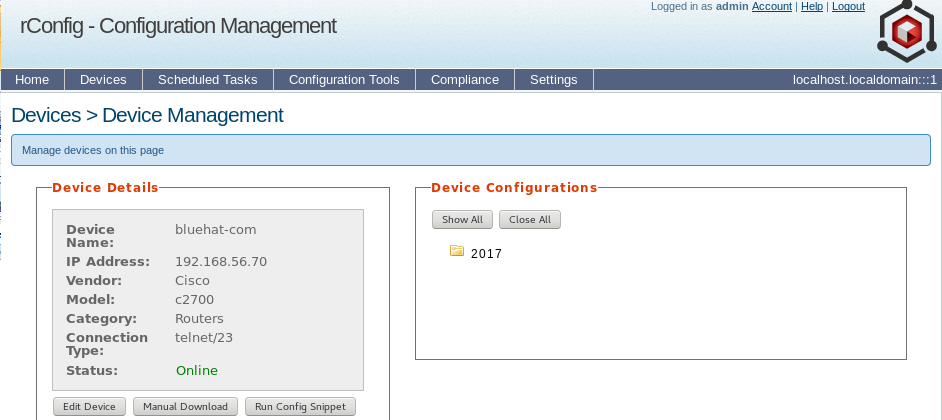 Logged in as admin Account | Help | Logout
rConfig - Configuration Management
Home Devices Scheduled Tasks Configuration Tools Compliance Settings localhost.localdomain:::1
Devices > Device Management
Manage devices on this page
Device Details
Device Name: bluehat-com
IP Address: 192.168.56.70
Vendor: Cisco
Model: c2700
Category: Routers
Connection Type: telnet/23
Status: Online
Edit Device Manual Download Run Config Snippet
Device Configurations
Show All Close All
2017